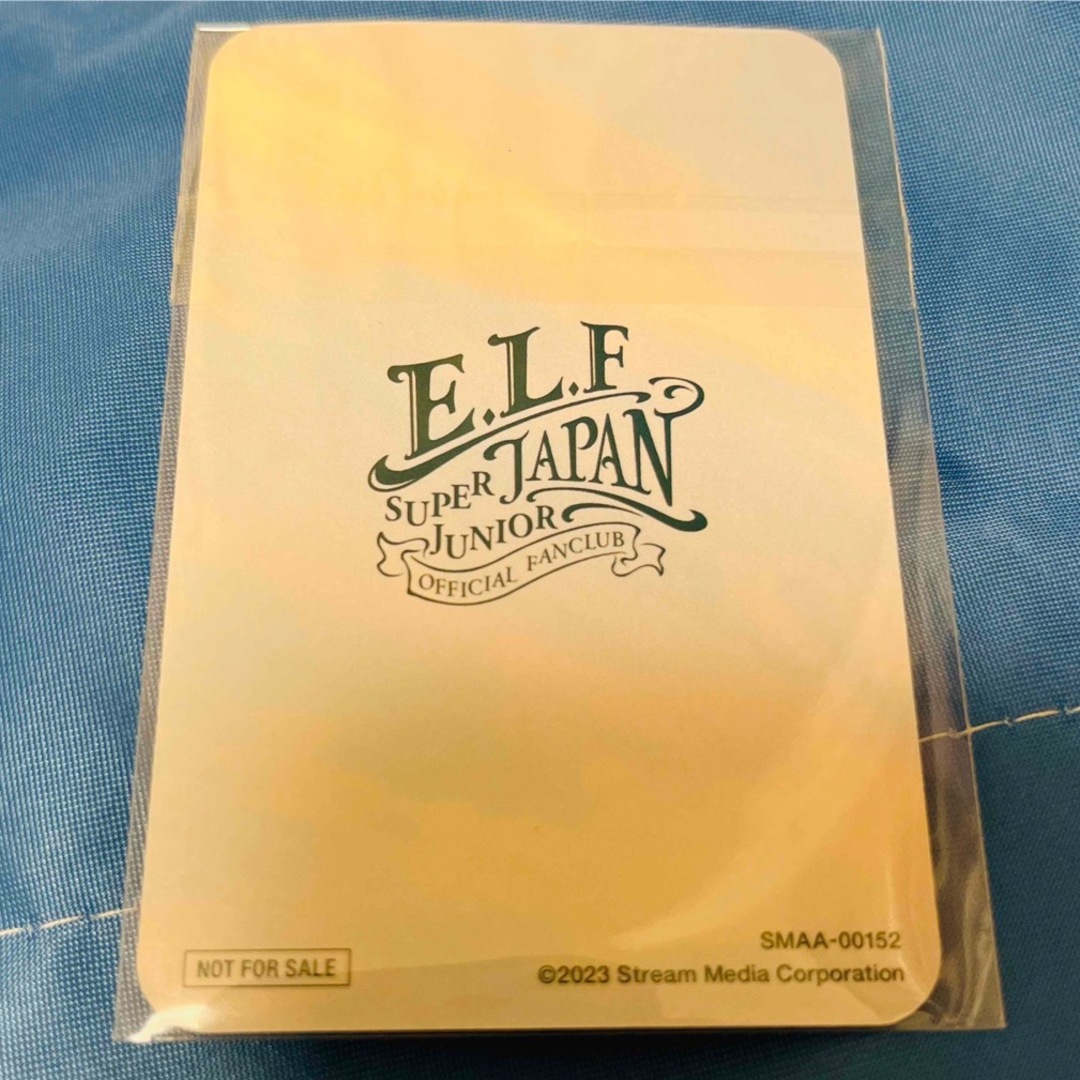 E.L.F
JAPAN
SUPER
JUNIOR
OFFICIAL FANCLUB
SMAA-00152
NOT FOR SALE
©2023 Stream Media Corporation